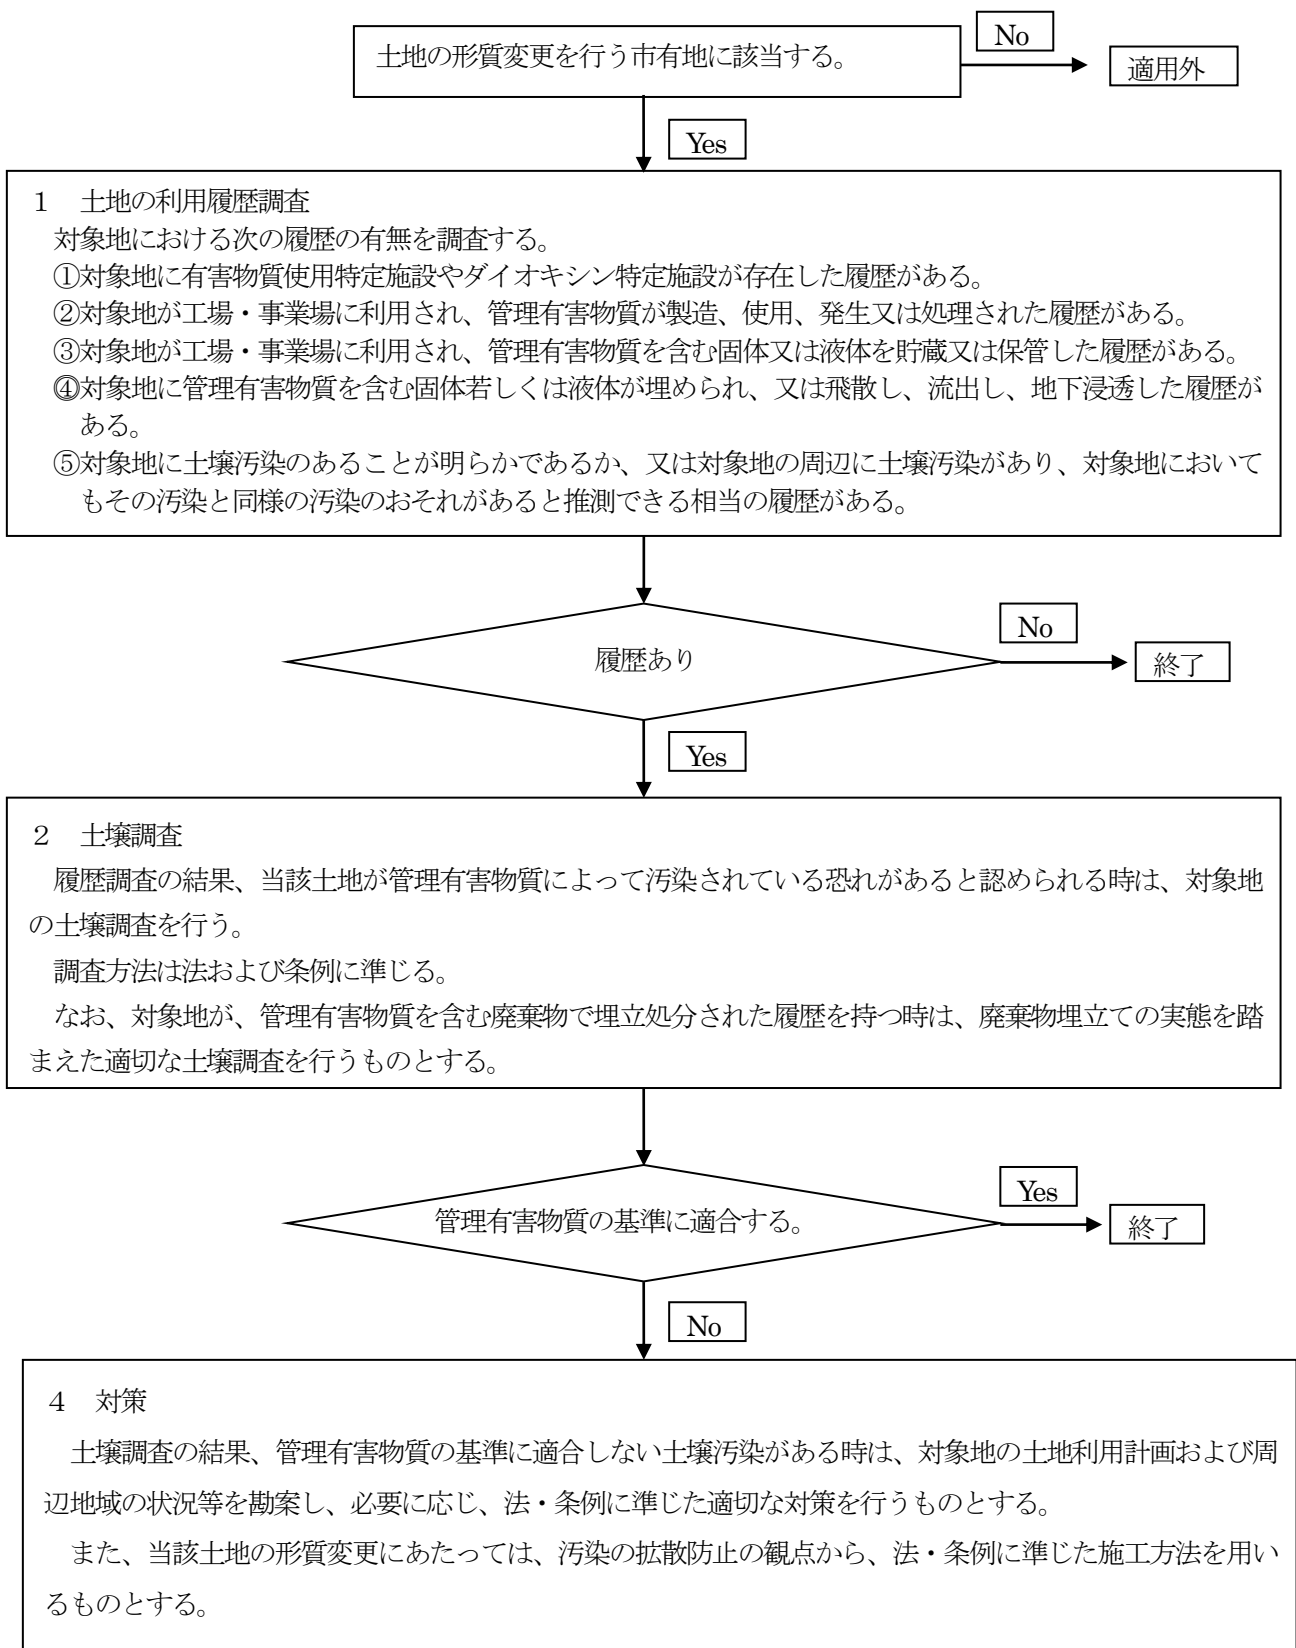 土地の形質変更を行う市有地に該当する。
No
適用外
Yes
１　土地の利用履歴調査
対象地における次の履歴の有無を調査する。
①対象地に有害物質使用特定施設やダイオキシン特定施設が存在した履歴がある。
②対象地が工場・事業場に利用され、管理有害物質が製造、使用、発生又は処理された履歴がある。
③対象地が工場・事業場に利用され、管理有害物質を含む固体又は液体を貯蔵又は保管した履歴がある。
④対象地に管理有害物質を含む固体若しくは液体が埋められ、又は飛散し、流出し、地下浸透した履歴が
ある。
⑤対象地に土壌汚染のあることが明らかであるか、又は対象地の周辺に土壌汚染があり、対象地において
もその汚染と同様の汚染のおそれがあると推測できる相当の履歴がある。
履歴あり
No
終了
Yes
２　土壌調査
履歴調査の結果、当該土地が管理有害物質によって汚染されている恐れがあると認められる時は、対象地
の土壌調査を行う。
調査方法は法および条例に準じる。
なお、対象地が、管理有害物質を含む廃棄物で埋立処分された履歴を持つ時は、廃棄物埋立ての実態を踏
まえた適切な土壌調査を行うものとする。
管理有害物質の基準に適合する。
Yes
終了
No
４　対策
土壌調査の結果、管理有害物質の基準に適合しない土壌汚染がある時は、対象地の土地利用計画および周
辺地域の状況等を勘案し、必要に応じ、法・条例に準じた適切な対策を行うものとする。
また、当該土地の形質変更にあたっては、汚染の拡散防止の観点から、法・条例に準じた施工方法を用い
るものとする。